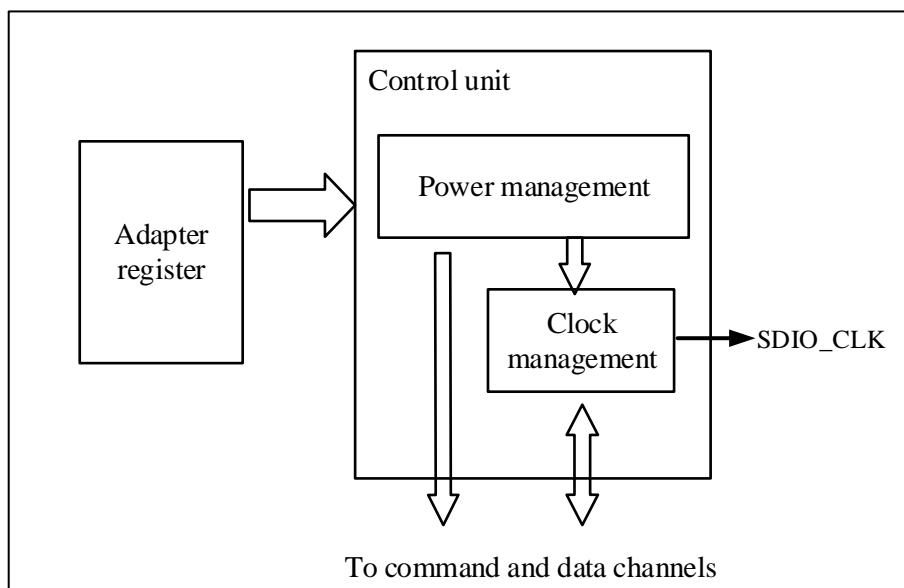 Control unit
Power management
Adapter
register
Clock
management
SDIO_CLK
To command and data channels